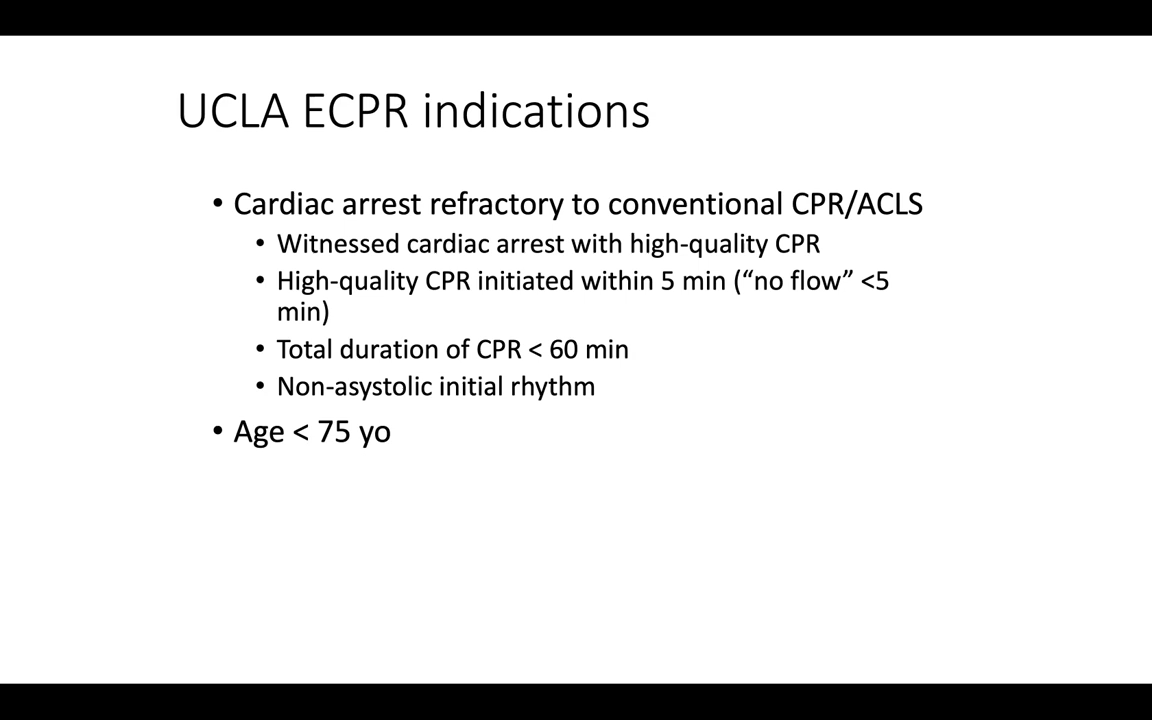 UCLA ECPR indications
• Cardiac arrest refractory to conventional CPR/ACLS
• Witnessed cardiac arrest with high-quality CPR
• High-quality CPR initiated within 5 min (“no flow” <5
min)
• Total duration of CPR < 60 min
• Non-asystolic initial rhythm
• Age < 75 yo